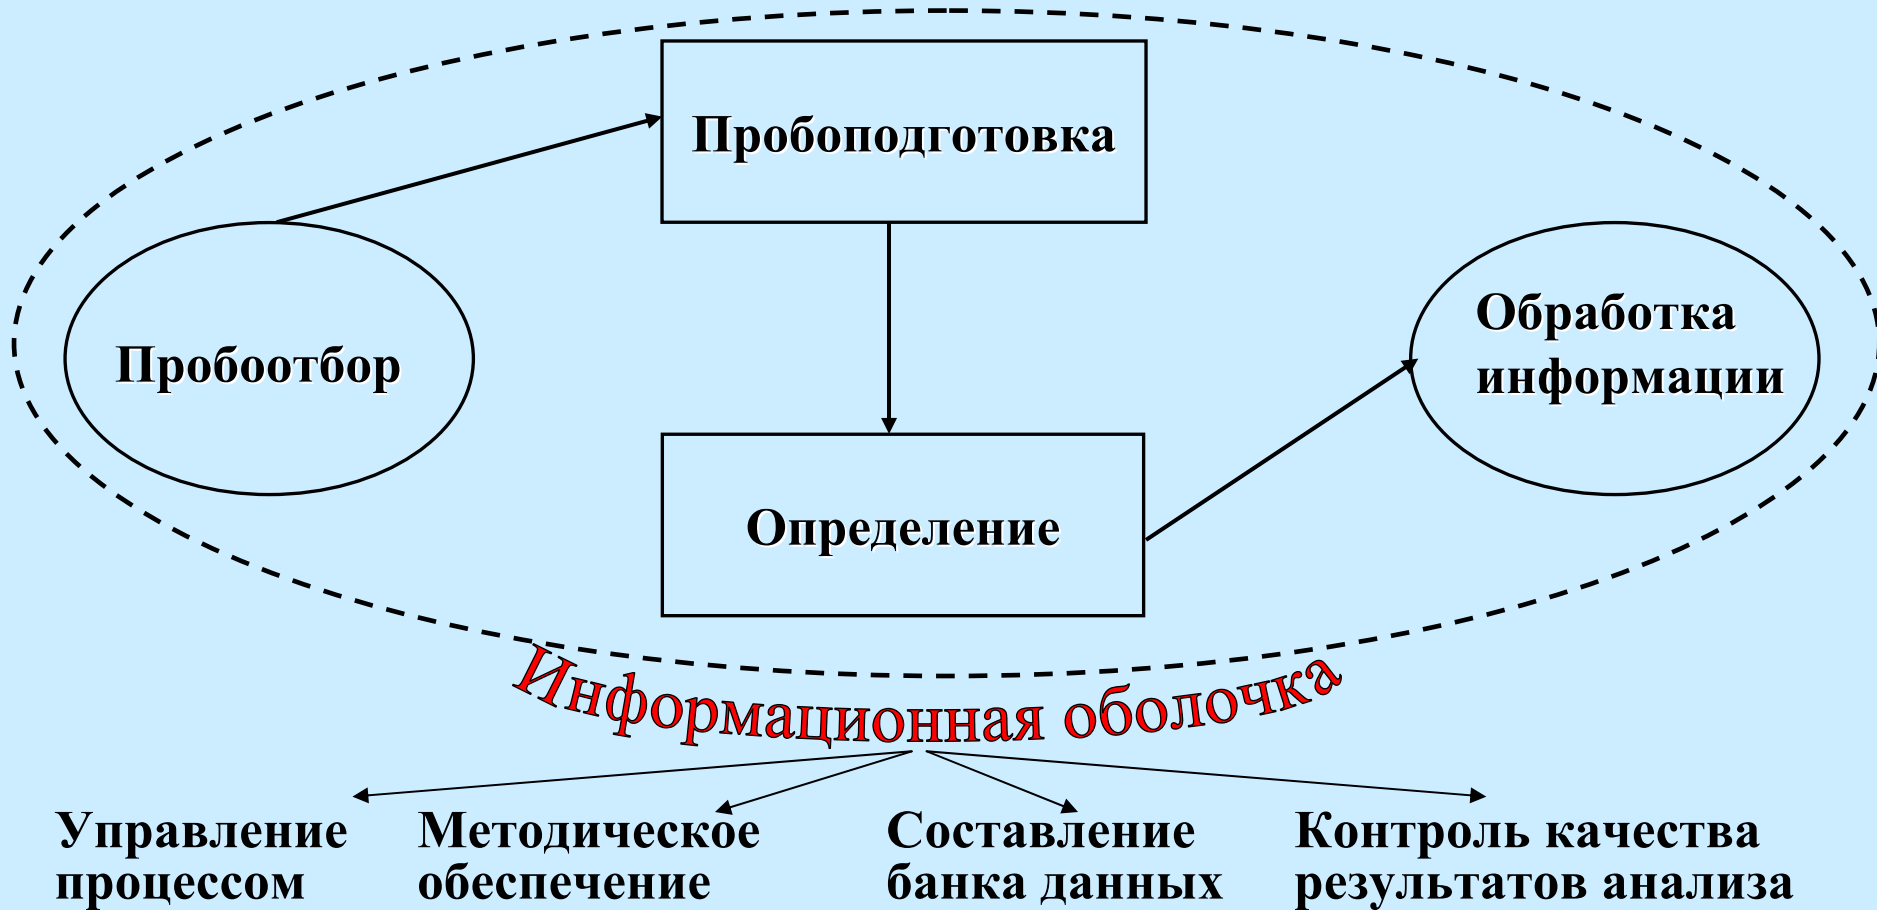 Пробоподготовка
Пробоотбор
Обработка
информации
Определение
Информационная оболочка
Управление
процессом
Методическое
обеспечение
Составление
банка данных
Контроль качества
результатов анализа